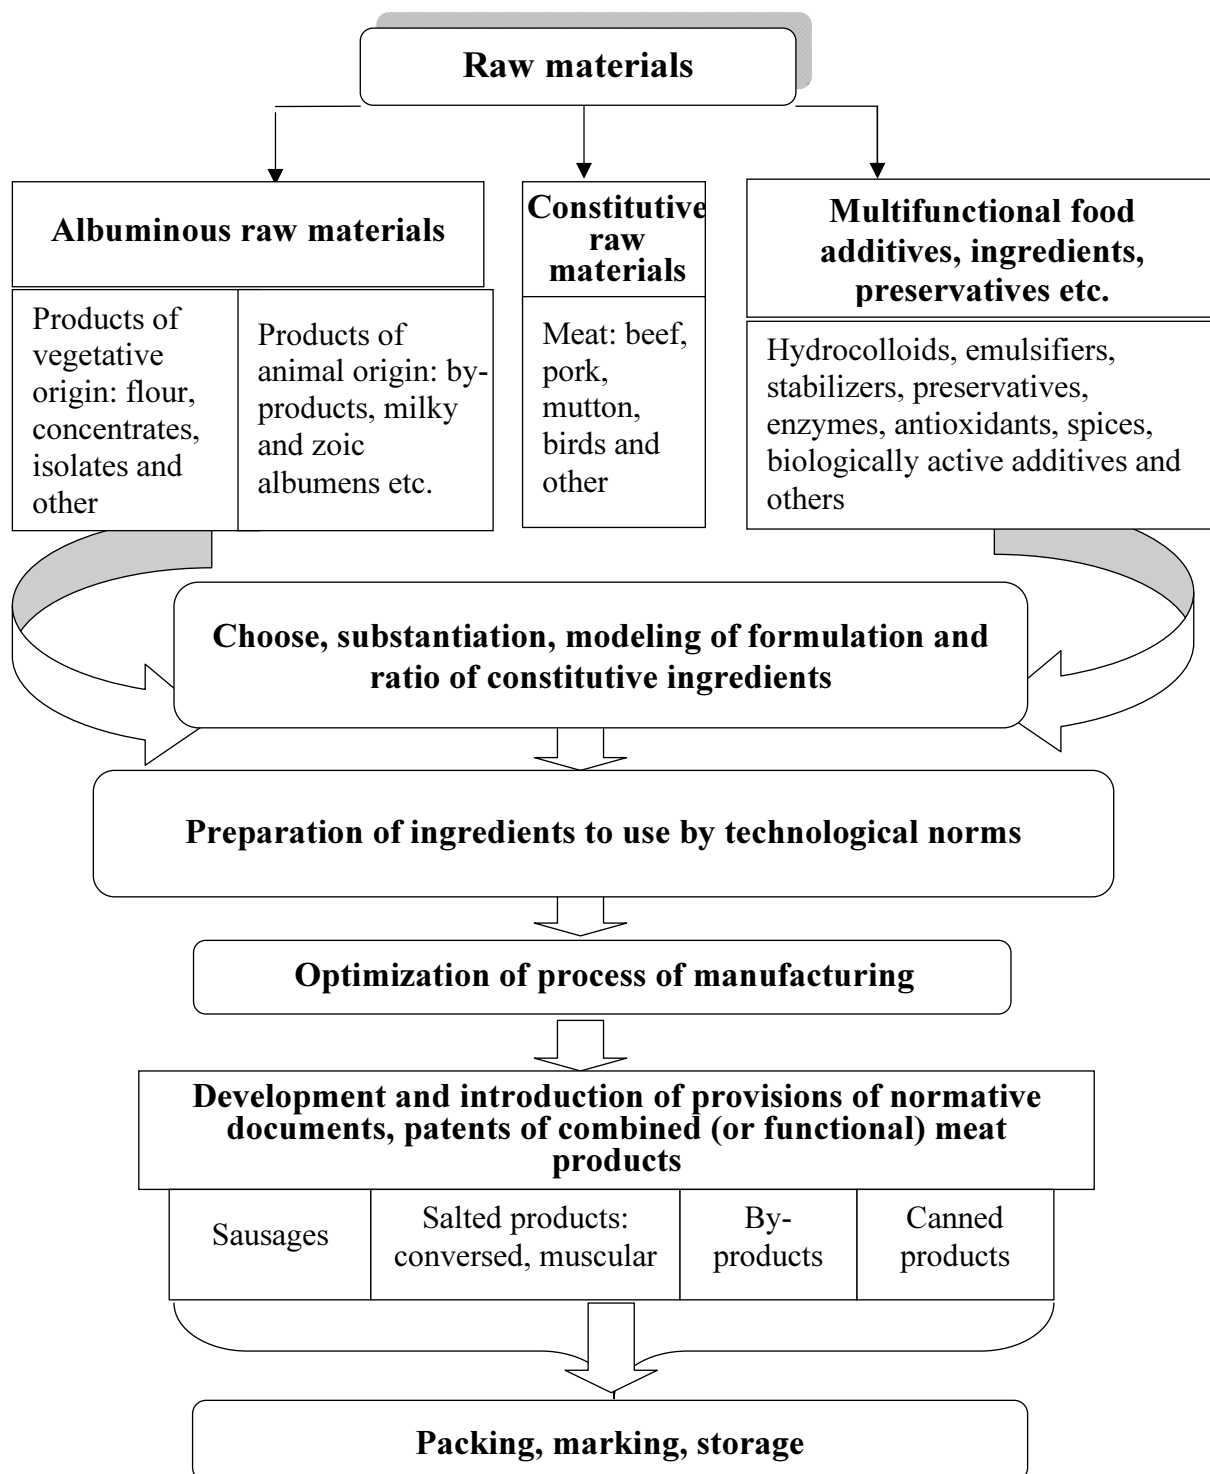 Raw materials
Albuminous raw materials
Constitutive
raw
materials
Multifunctional food
additives, ingredients,
preservatives etc.
Products of
vegetative
origin: flour,
concentrates,
isolates and
other
Products of
animal origin: by-
products, milky
and zoic
albumens etc.
Meat: beef,
pork,
mutton,
birds and
other
Hydrocolloids, emulsifiers,
stabilizers, preservatives,
enzymes, antioxidants, spices,
biologically active additives and
others
Choose, substantiation, modeling of formulation and
ratio of constitutive ingredients
Preparation of ingredients to use by technological norms
Optimization of process of manufacturing
Development and introduction of provisions of normative
documents, patents of combined (or functional) meat
products
Sausages
Salted products:
conversed, muscular
By-
products
Canned
products
Packing, marking, storage